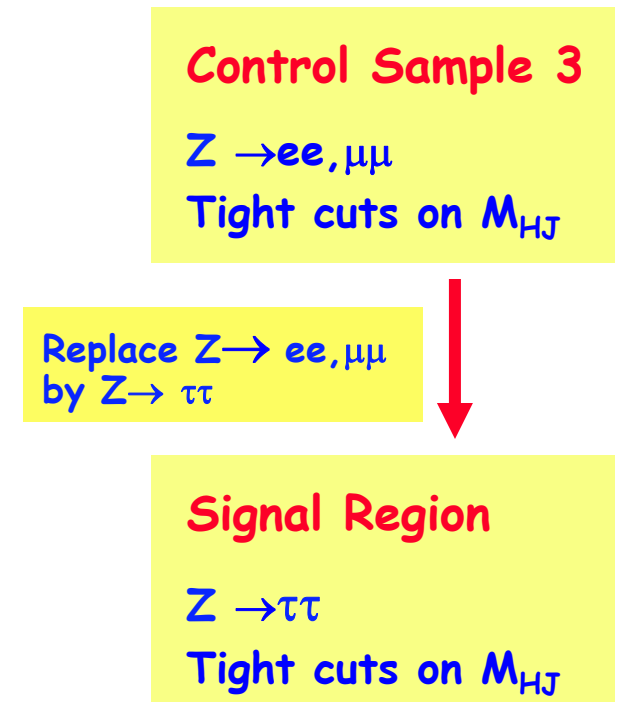 Control Sample 3
Z →ee,μμ
Tight cuts on M_HJ
Replace Z→ ee,μμ
by Z→ ττ
Signal Region
Z →ττ
Tight cuts on M_HJ